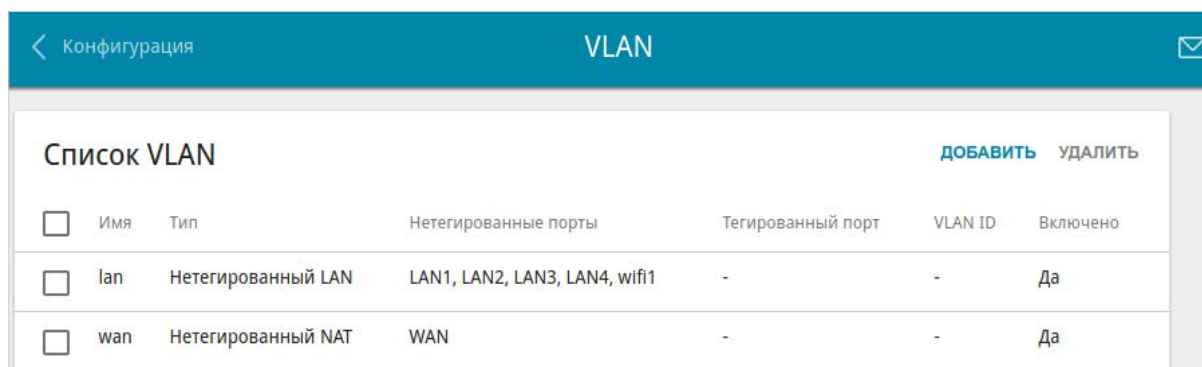 Конфигурация VLAN
Список VLAN ДОБАВИТЬ УДАЛИТЬ
Имя Тип Нетегированные порты Тегированный порт VLAN ID Включено
lan Нетегированный LAN LAN1, LAN2, LAN3, LAN4, wifi1 - - Да
wan Нетегированный NAT WAN - - Да